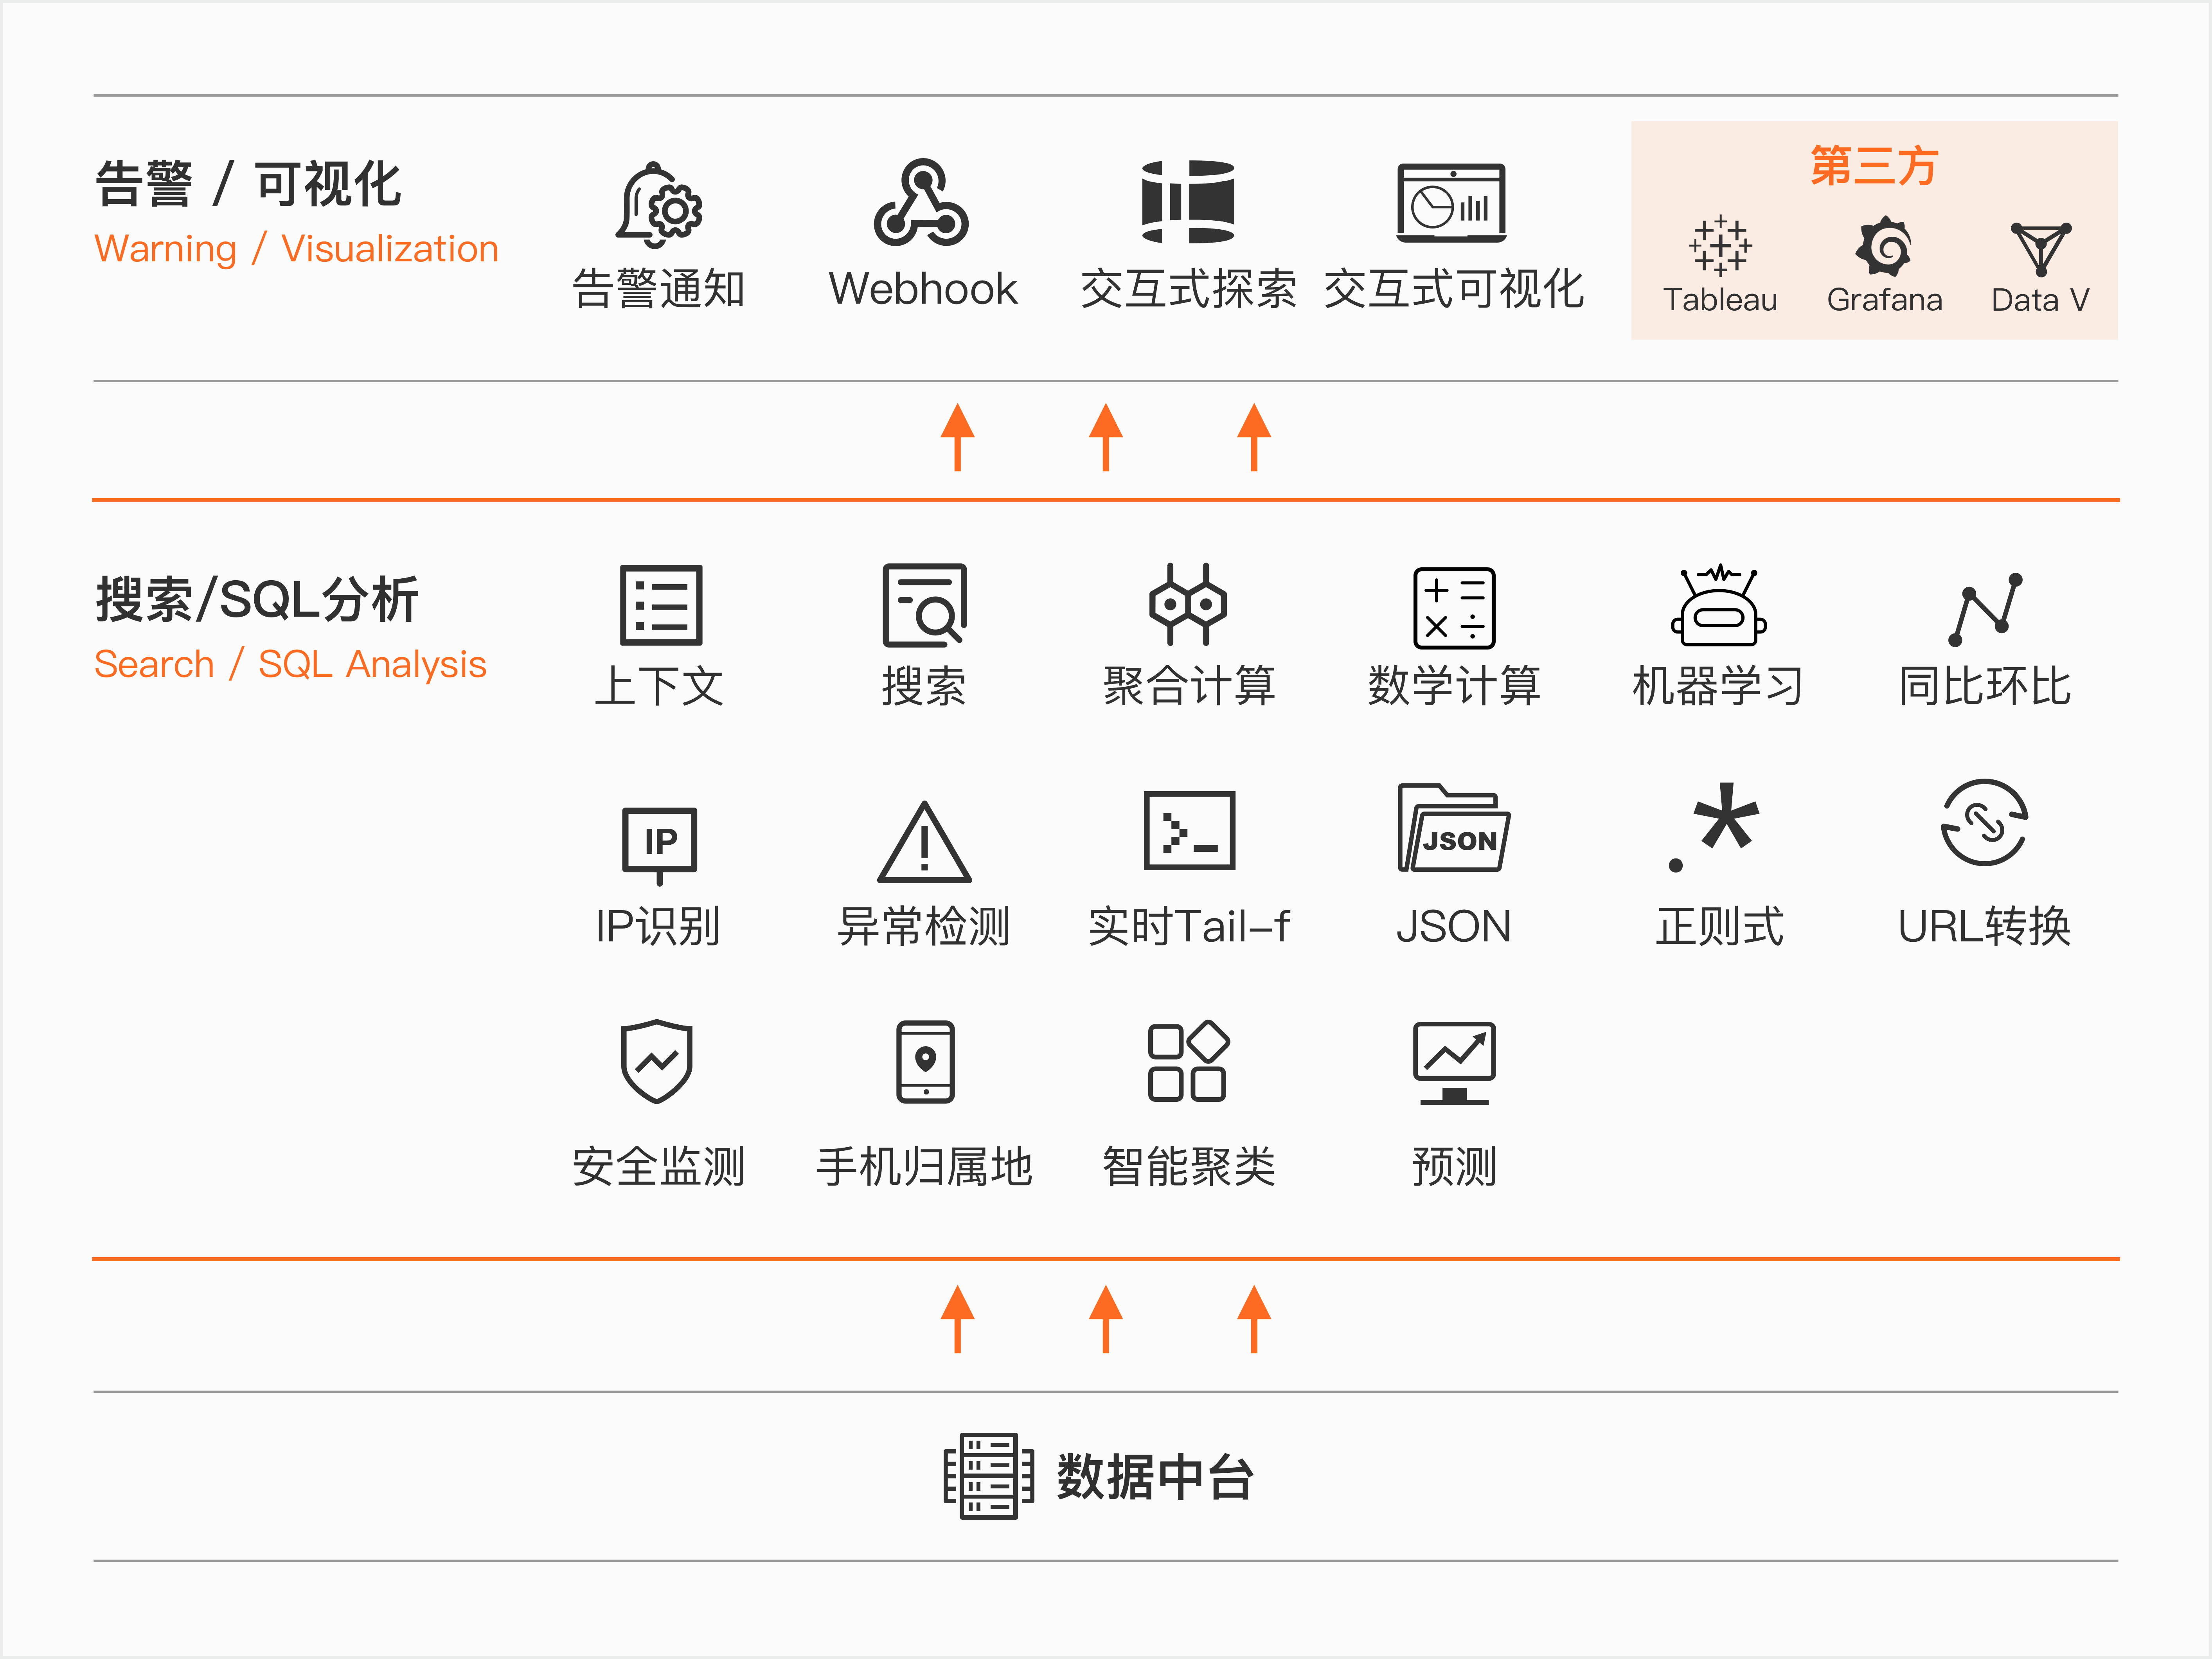 告警 / 可视化
Warning / Visualization
告警通知
Webhook
交互式探索
交互式可视化
第三方
Tableau
Grafana
Data V
搜索/SQL分析
Search / SQL Analysis
上下文
搜索
聚合计算
数学计算
机器学习
同比环比
IP
IP识别
异常检测
实时Tail-f
JSON
JSON
正则式
URL转换
安全监测
手机归属地
智能聚类
预测
数据中台